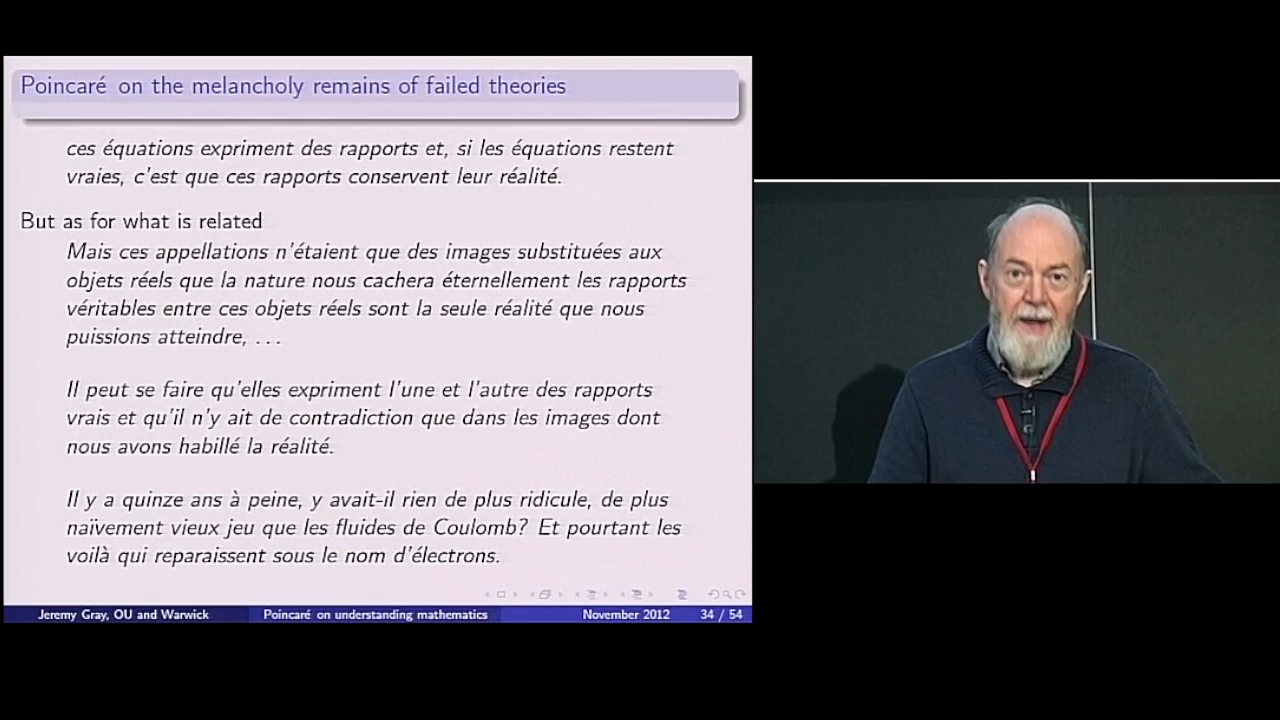 Poincaré on the melancholy remains of failed theories
ces équations expriment des rapports et, si les équations restent
vraies, c'est que ces rapports conservent leur réalité.
But as for what is related
Mais ces appellations n'étaient que des images substituées aux
objets réels que la nature nous cachera éternellement les rapports
véritables entre ces objets réels sont la seule réalité que nous
puissions atteindre, ...
Il peut se faire qu'elles expriment l'une et l'autre des rapports
vrais et qu'il n'y ait de contradiction que dans les images dont
nous avons habillé la réalité.
Il y a quinze ans à peine, y avait-il rien de plus ridicule, de plus
naïvement vieux jeu que les fluides de Coulomb? Et pourtant les
voilà qui reparaissent sous le nom d'électrons.
Jeremy Gray, OU and Warwick Poincaré on understanding mathematics November 2012 34 / 54